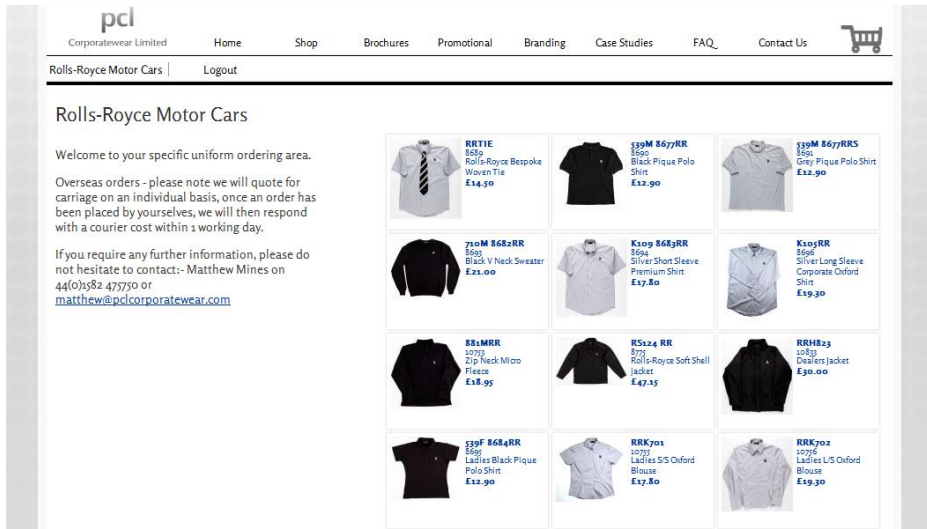 pcl
Corporatewear Limited
Home
Shop
Brochures
Promotional
Branding
Case Studies
FAQ
Contact Us
Rolls-Royce Motor Cars
Logout
Rolls-Royce Motor Cars
Welcome to your specific uniform ordering area.
Overseas orders - please note we will quote for
carriage on an individual basis, once an order has
been placed by yourselves, we will then respond
with a courier cost within 1 working day.
If you require any further information, please do
not hesitate to contact:- Matthew Mines on
44(0)1582 475750 or
matthew@pclcorporatewear.com
RRTIE
8689
Rolls-Royce Bespoke
Woven Tie
£14.50
539M 8677RR
8690
Black Pique Polo
Shirt
£12.90
539M 8677RRS
8691
Grey Pique Polo Shirt
£12.90
710M 8682RR
8693
Black V Neck Sweater
£21.00
K109 8683RR
8694
Silver Short Sleeve
Premium Shirt
£17.80
K105RR
8696
Silver Long Sleeve
Corporate Oxford
Shirt
£19.30
881MRR
10753
Zip Neck Micro
Fleece
£18.95
RS124 RR
8775
Rolls-Royce Soft Shell
jacket
£47.15
RRH823
10833
Dealers Jacket
£30.00
539F 8684RR
8695
Ladies Black Pique
Polo Shirt
£12.90
RRK701
10755
Ladies S/S Oxford
Blouse
£17.80
RRK702
10756
Ladies L/S Oxford
Blouse
£19.30